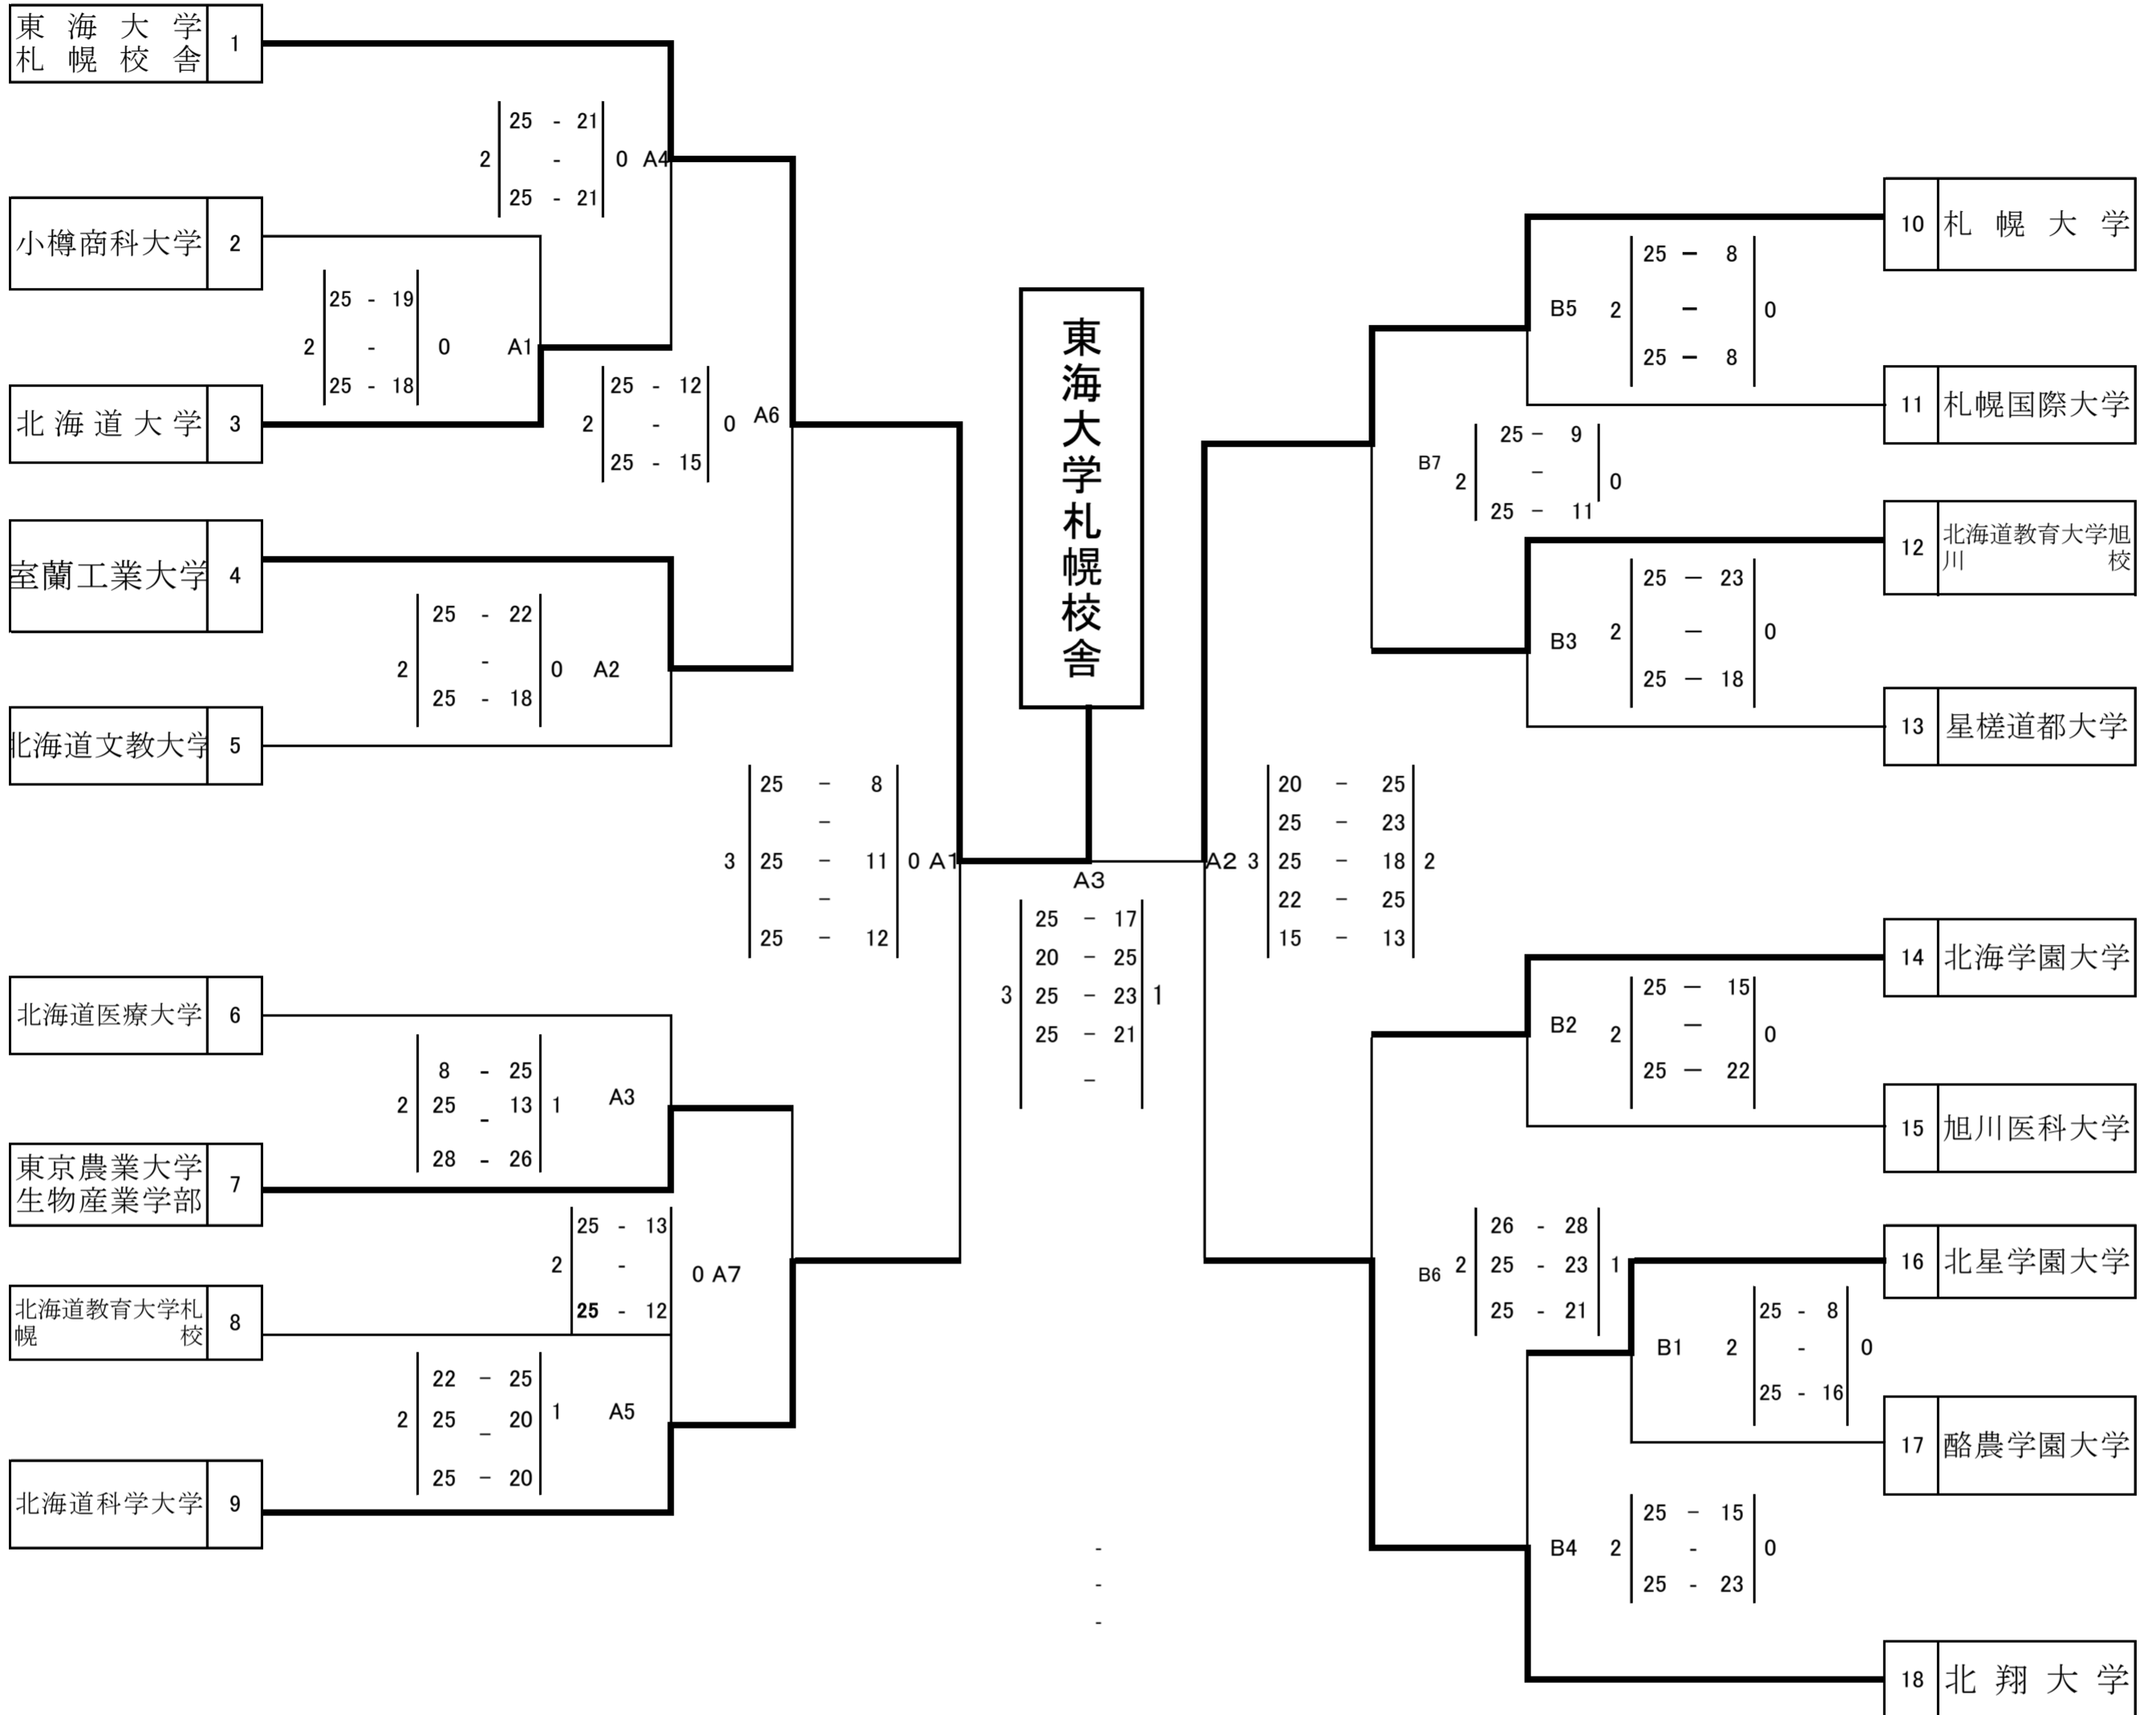 東海大学
札幌校舎
1
25 - 21
2 - 0 A4
25 - 21
小樽商科大学 2
25 - 19
2 - 0 A1
25 - 18
北海道大学 3
25 - 12
2 - 0 A6
25 - 15
室蘭工業大学 4
25 - 22
2 - 0 A2
25 - 18
北海道文教大学 5
25 - 8
-
3 25 - 11 0 A1
-
25 - 12
北海道医療大学 6
8 - 25
2 25 - 13 1 A3
28 - 26
東京農業大学
生物産業学部
7
25 - 13
2 - 0 A7
25 - 12
北海道教育大学札
幌校
8
22 - 25
2 25 - 20 1 A5
25 - 20
北海道科学大学 9
東海大学札幌校舎
A3
25 - 17
20 - 25
3 25 - 23 1
25 - 21
-
-
-
-
10 札幌大学
25 - 8
B5 2 - 0
25 - 8
11 札幌国際大学
25 - 9
B7 2 - 0
25 - 11
12
北海道教育大学旭
川校
25 - 23
B3 2 - 0
25 - 18
13 星槎道都大学
20 - 25
25 - 23
A2 3 25 - 18 2
22 - 25
15 - 13
14 北海学園大学
25 - 15
B2 2 - 0
25 - 22
15 旭川医科大学
26 - 28
B6 2 25 - 23 1
25 - 21
16 北星学園大学
25 - 8
B1 2 - 0
25 - 16
17 酪農学園大学
25 - 15
B4 2 - 0
25 - 23
18 北翔大学